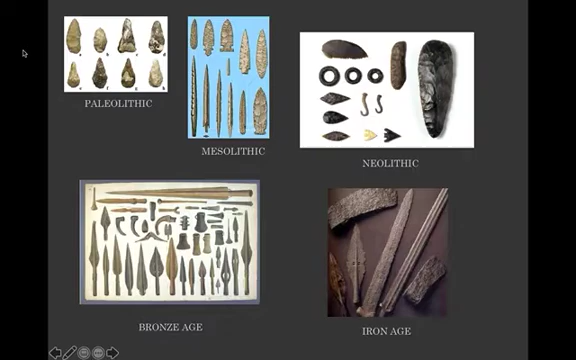 PALEOLITHIC
MESOLITHIC
NEOLITHIC
BRONZE AGE
IRON AGE